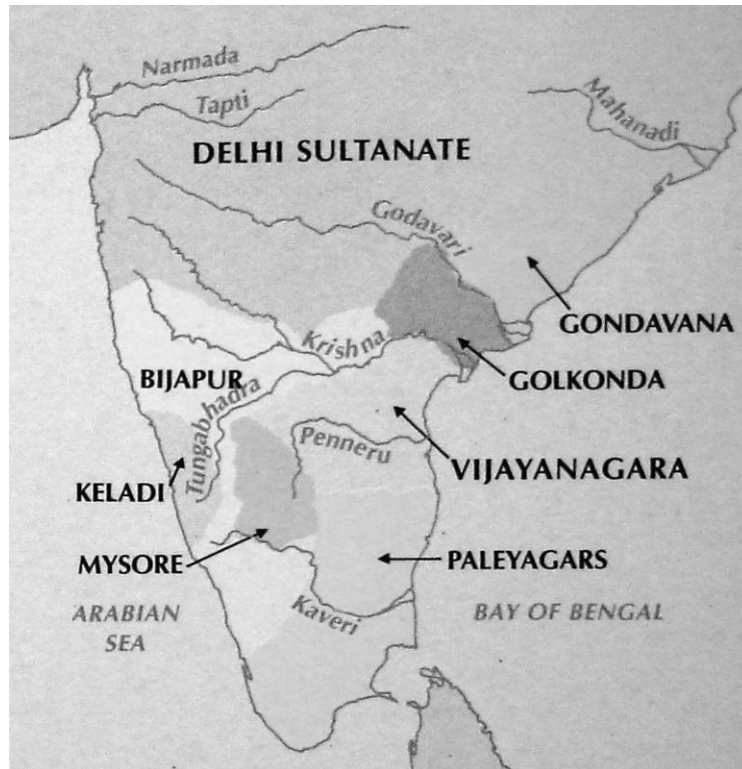 Narmada
Tapti
Mahanadi
DELHI SULTANATE
Godavari
GONDAVANA
Krishna
BIJAPUR
GOLKONDA
Tungabhadra
Penneru
VIJAYANAGARA
KELADI
MYSORE
PALEYAGARS
Kaveri
ARABIAN
SEA
BAY OF BENGAL